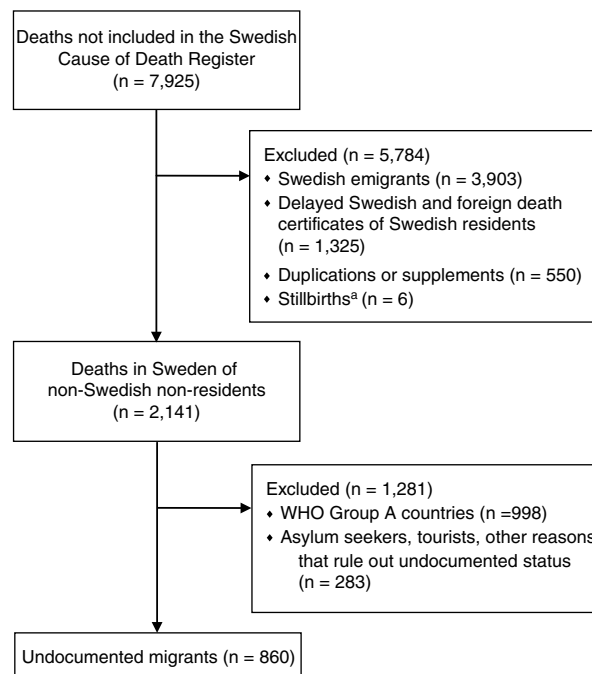 Deaths not included in the Swedish
Cause of Death Register
(n = 7,925)
Excluded (n = 5,784)
♦ Swedish emigrants (n = 3,903)
♦ Delayed Swedish and foreign death
certificates of Swedish residents
(n = 1,325)
♦ Duplications or supplements (n = 550)
♦ Stillbirthsᵃ (n = 6)
Deaths in Sweden of
non-Swedish non-residents
(n = 2,141)
Excluded (n = 1,281)
♦ WHO Group A countries (n =998)
♦ Asylum seekers, tourists, other reasons
that rule out undocumented status
(n = 283)
Undocumented migrants (n = 860)